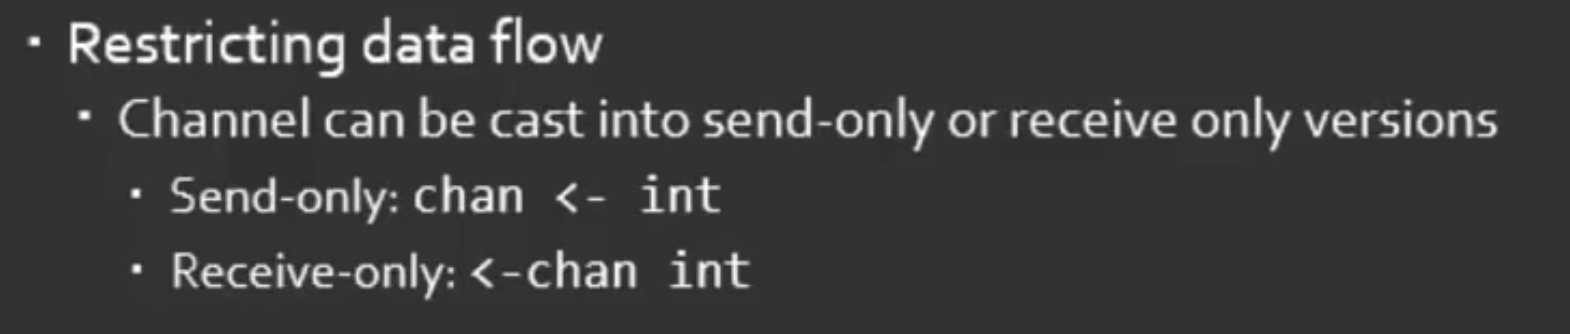 ▪ Restricting data flow
▪ Channel can be cast into send-only or receive only versions
▪ Send-only: chan <- int
▪ Receive-only: <-chan int